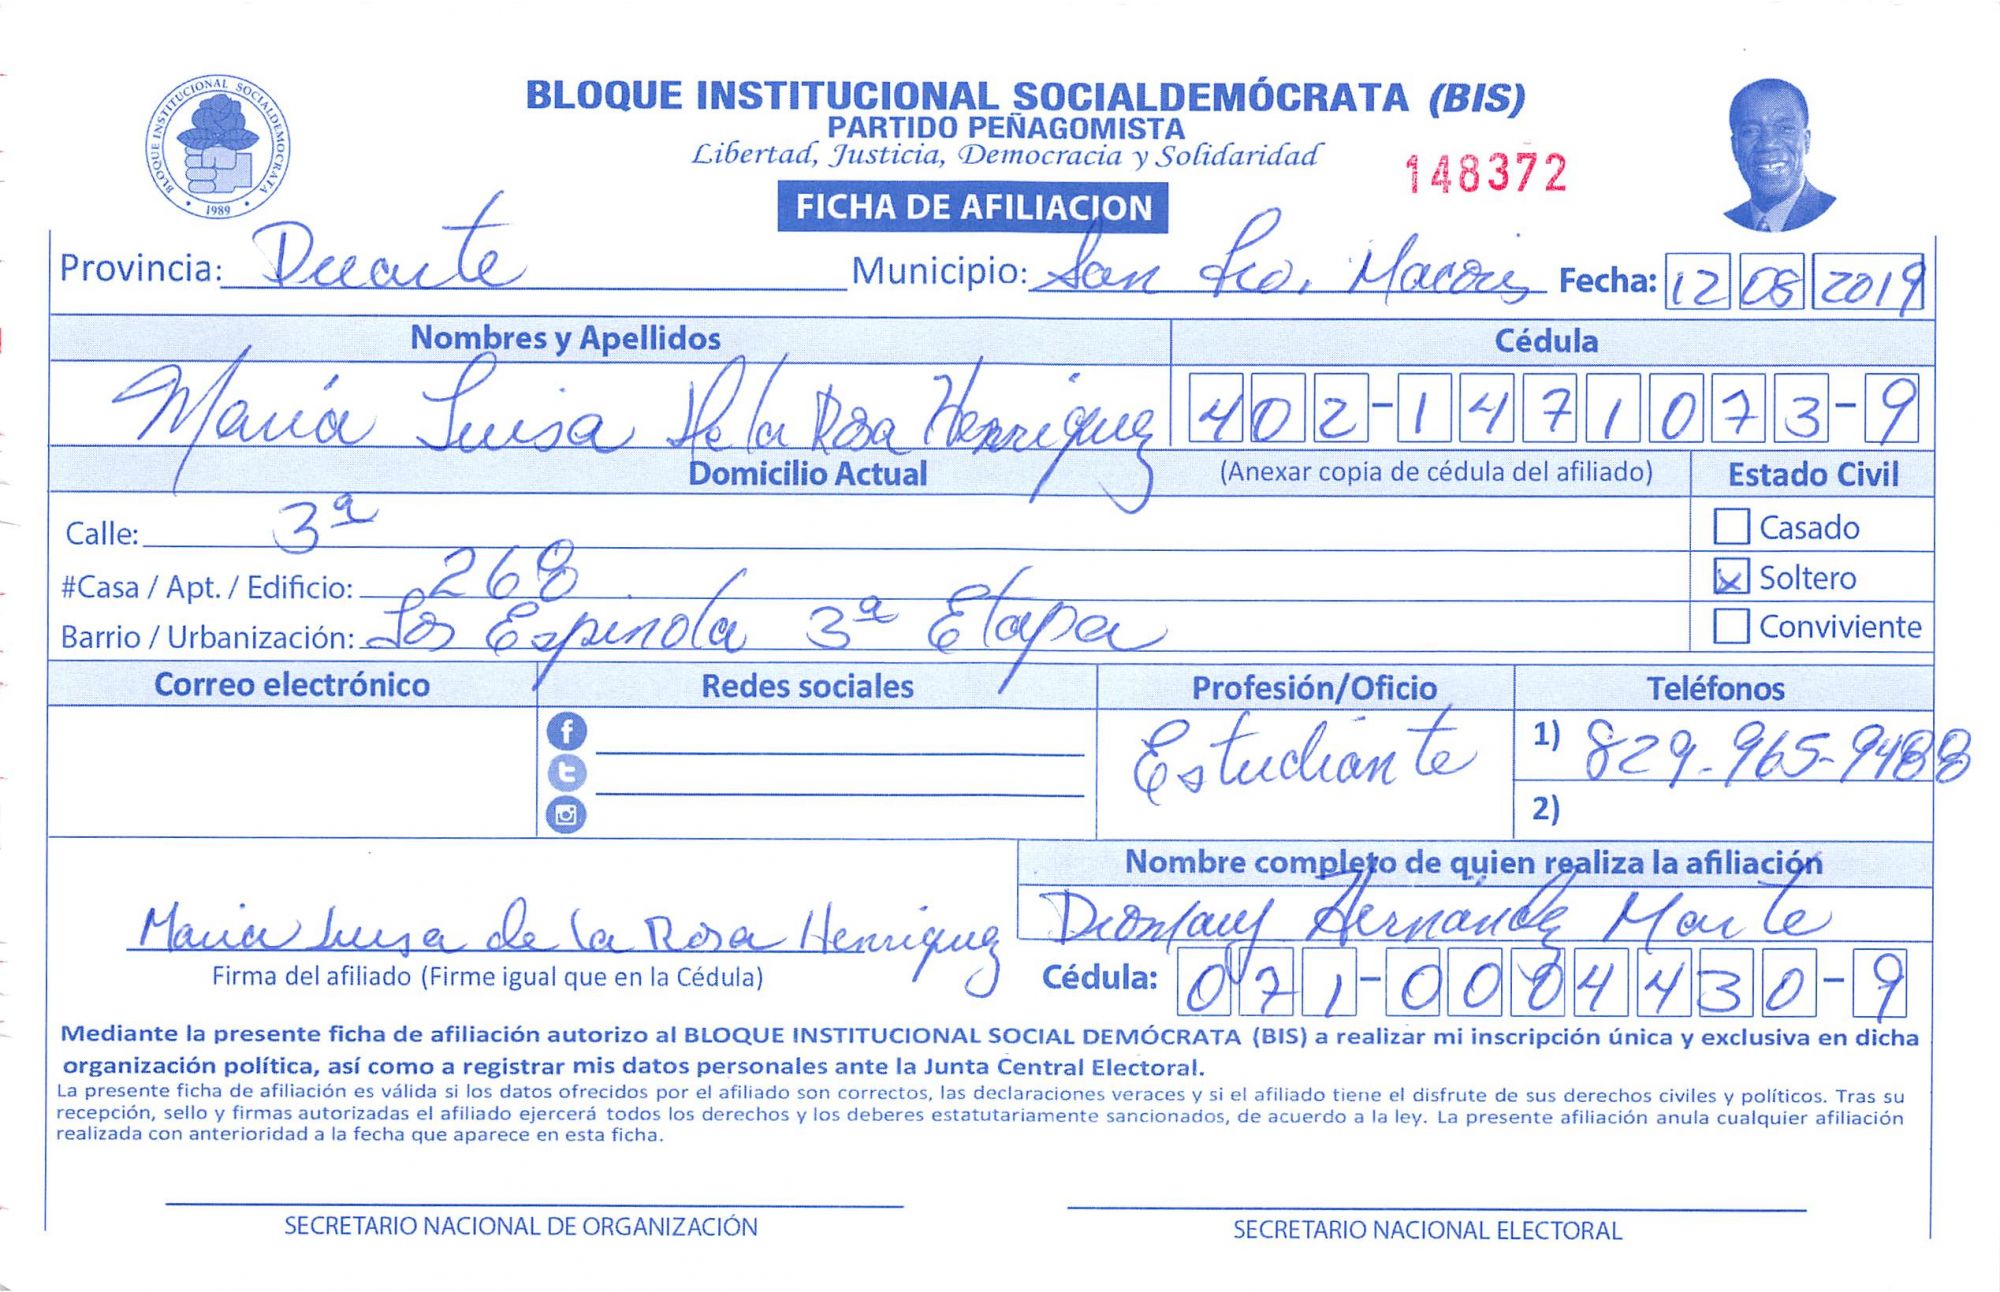 BLOQUE INSTITUCIONAL SOCIALDEMOCRATA
1989
BLOQUE INSTITUCIONAL SOCIALDEMÓCRATA (BIS)
PARTIDO PEÑAGOMISTA
Libertad, Justicia, Democracia y Solidaridad
148372
FICHA DE AFILIACION
Provincia: Duarte Municipio: San Fco. Macorís Fecha: 12 08 2019
Nombres y Apellidos Cédula
María Luisa De la Rosa Henriquez 402-1471073-9
Domicilio Actual (Anexar copia de cédula del afiliado) Estado Civil
Calle: 3ª Casado
#Casa / Apt. / Edificio: 268 Soltero
Barrio / Urbanización: Los Espinola 3ª Etapa Conviviente
Correo electrónico Redes sociales Profesión/Oficio Teléfonos
Estudiante 1) 829-965-9488
2)
Nombre completo de quien realiza la afiliación
Maria Luisa de la Rosa Henriquez Hernández Marte
Firma del afiliado (Firme igual que en la Cédula) Cédula: 071-0004430-9
Mediante la presente ficha de afiliación autorizo al BLOQUE INSTITUCIONAL SOCIAL DEMÓCRATA (BIS) a realizar mi inscripción única y exclusiva en dicha
organización política, así como a registrar mis datos personales ante la Junta Central Electoral.
La presente ficha de afiliación es válida si los datos ofrecidos por el afiliado son correctos, las declaraciones veraces y si el afiliado tiene el disfrute de sus derechos civiles y políticos. Tras su
recepción, sello y firmas autorizadas el afiliado ejercerá todos los derechos y los deberes estatutariamente sancionados, de acuerdo a la ley. La presente afiliación anula cualquier afiliación
realizada con anterioridad a la fecha que aparece en esta ficha.
SECRETARIO NACIONAL DE ORGANIZACIÓN SECRETARIO NACIONAL ELECTORAL